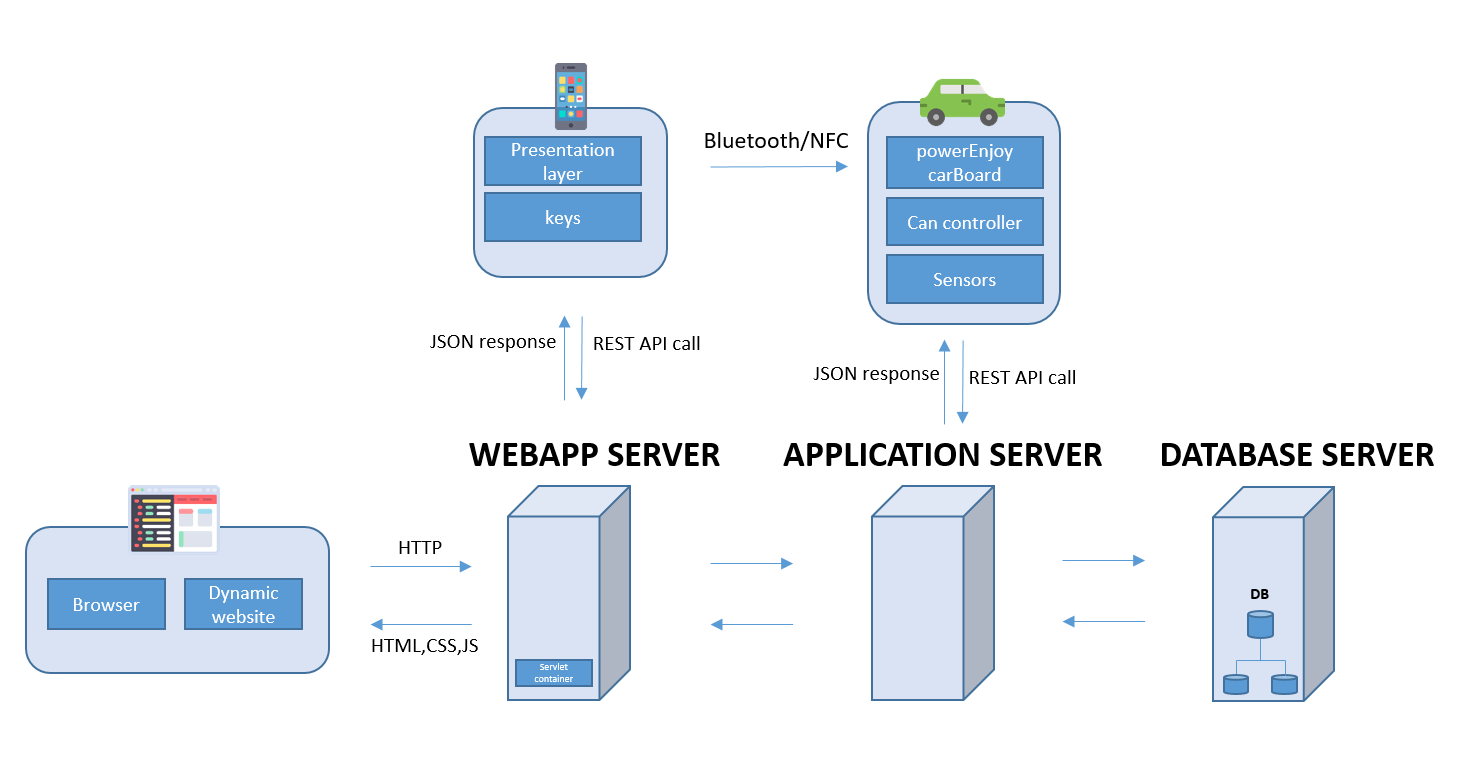 Presentation
layer
keys
Bluetooth/NFC
powerEnjoy
carBoard
Can controller
Sensors
JSON response
REST API call
JSON response
REST API call
WEBAPP SERVER
APPLICATION SERVER
DATABASE SERVER
Browser
Dynamic
website
HTTP
HTML,CSS,JS
Servlet
container
DB